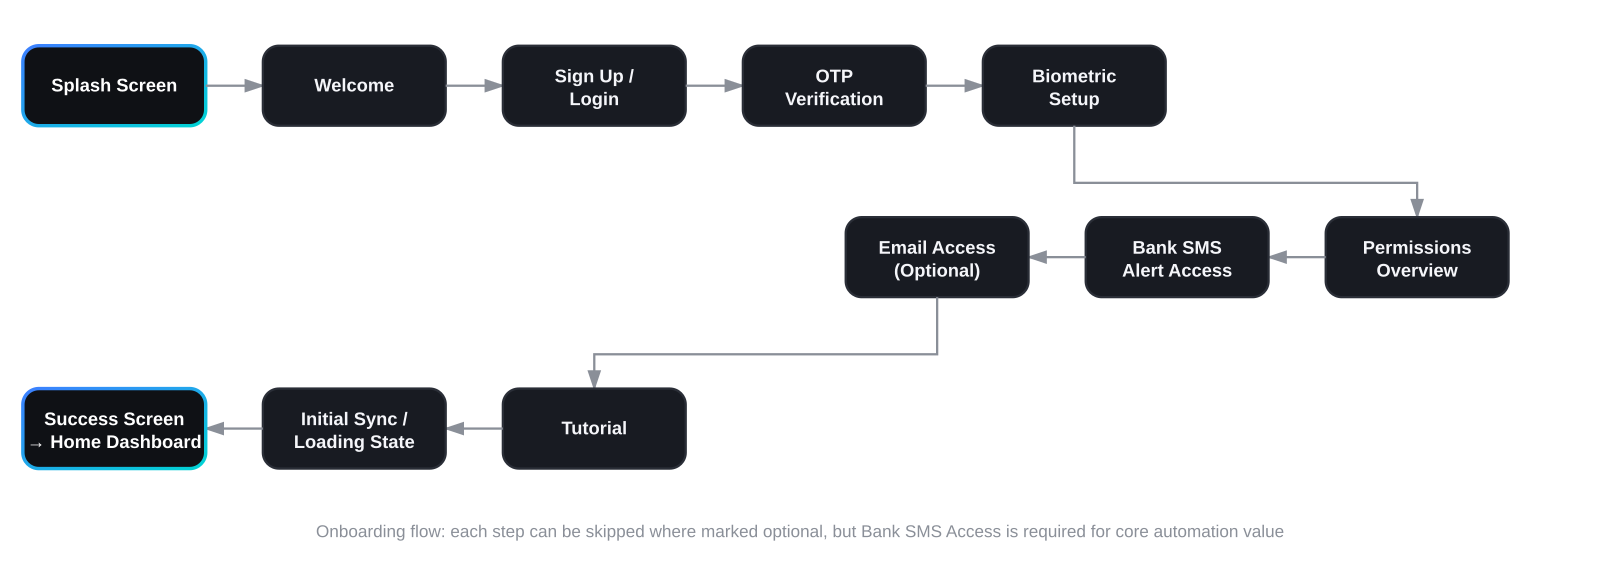 Splash Screen
Welcome
Sign Up /
Login
OTP
Verification
Biometric
Setup
Permissions
Overview
Bank SMS
Alert Access
Email Access
(Optional)
Tutorial
Initial Sync /
Loading State
Success Screen
→ Home Dashboard
Onboarding flow: each step can be skipped where marked optional, but Bank SMS Access is required for core automation value